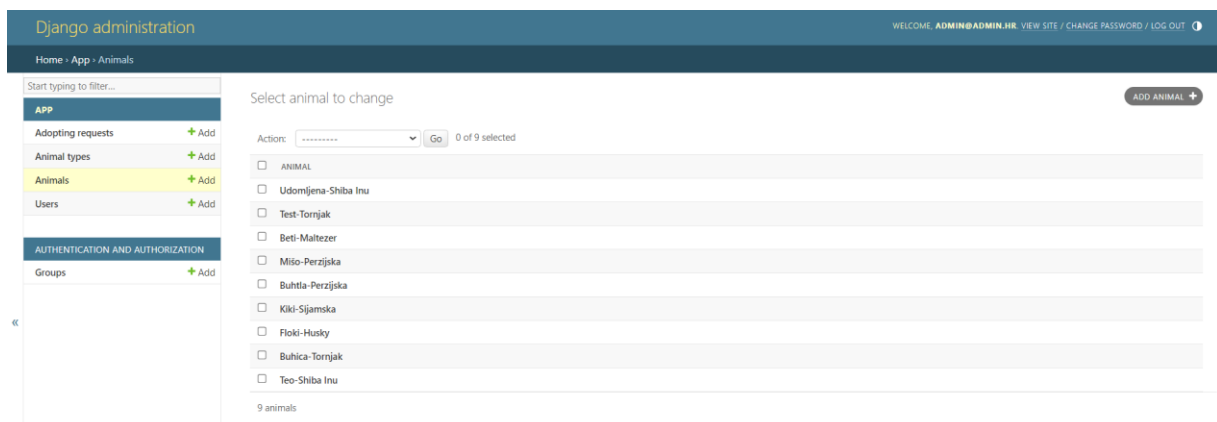 Django administration
WELCOME, ADMIN@ADMIN.HR. VIEW SITE / CHANGE PASSWORD / LOG OUT
Home › App › Animals
Start typing to filter...
APP
Adopting requests + Add
Animal types + Add
Animals + Add
Users + Add
AUTHENTICATION AND AUTHORIZATION
Groups + Add
«
Select animal to change
ADD ANIMAL +
Action: --------- Go 0 of 9 selected
ANIMAL
Udomljena-Shiba Inu
Test-Tornjak
Beti-Maltezer
Mišo-Perzijska
Buhtla-Perzijska
Kiki-Sijamska
Floki-Husky
Buhica-Tornjak
Teo-Shiba Inu
9 animals